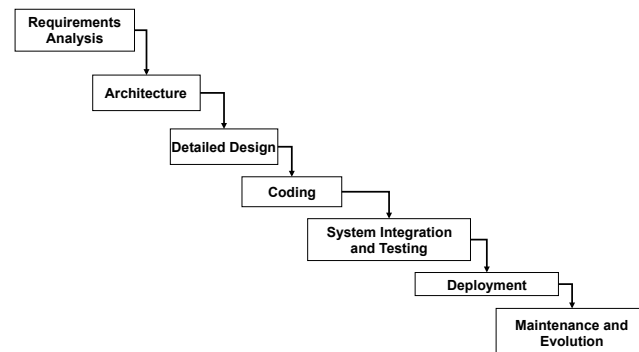 Requirements
Analysis
Architecture
Detailed Design
Coding
System Integration
and Testing
Deployment
Maintenance and
Evolution